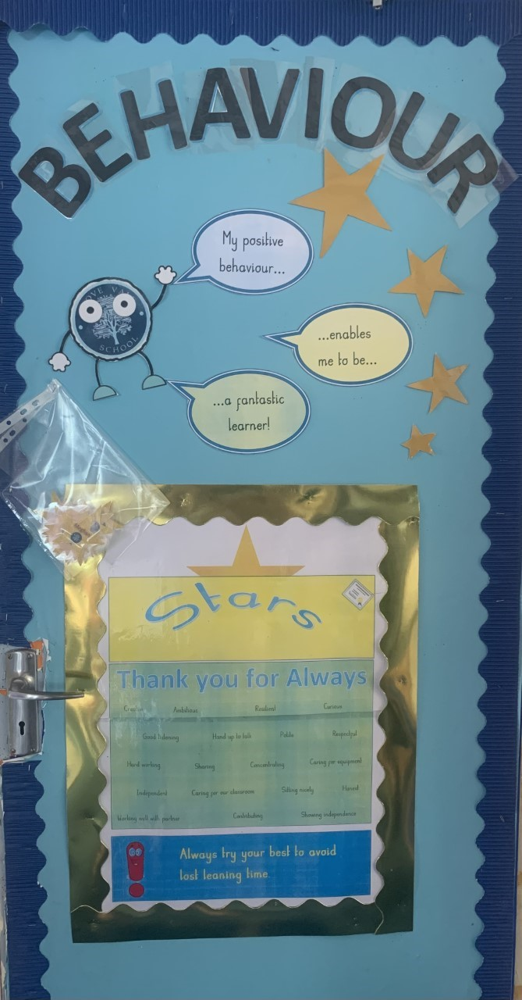 BEHAVIOUR
My positive
behaviour...
SCHOOL
...enables
me to be...
...a fantastic
learner!
Stars
Thank you for Always
Ambitious Resilient Curious
Good listening Hand up to talk Polite Respectful
Hard working Sharing Concentrating Caring for equipment
Independent Caring for our classroom Sitting nicely Honest
Working well with partner Contributing Showing independence
Always try your best to avoid
lost leaning time.